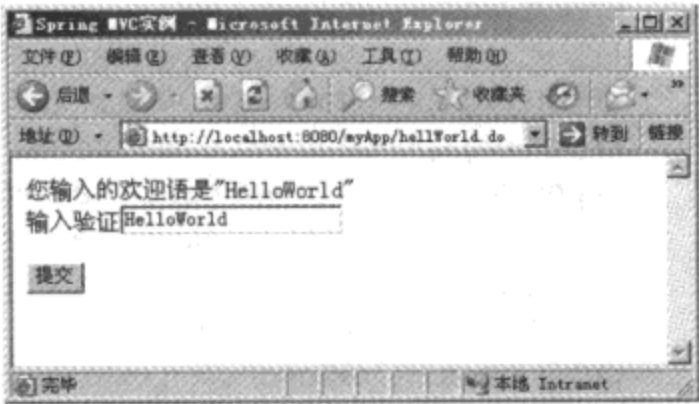 Spring MVC实例 - Microsoft Internet Explorer
文件(F) 编辑(E) 查看(V) 收藏(A) 工具(T) 帮助(H)
后退 搜索 收藏夹 »
地址(D) http://localhost:8080/myApp/hellWorld.do 转到 链接
您输入的欢迎语是"HelloWorld"
输入验证 HelloWorld
提交
完毕 本地 Intranet